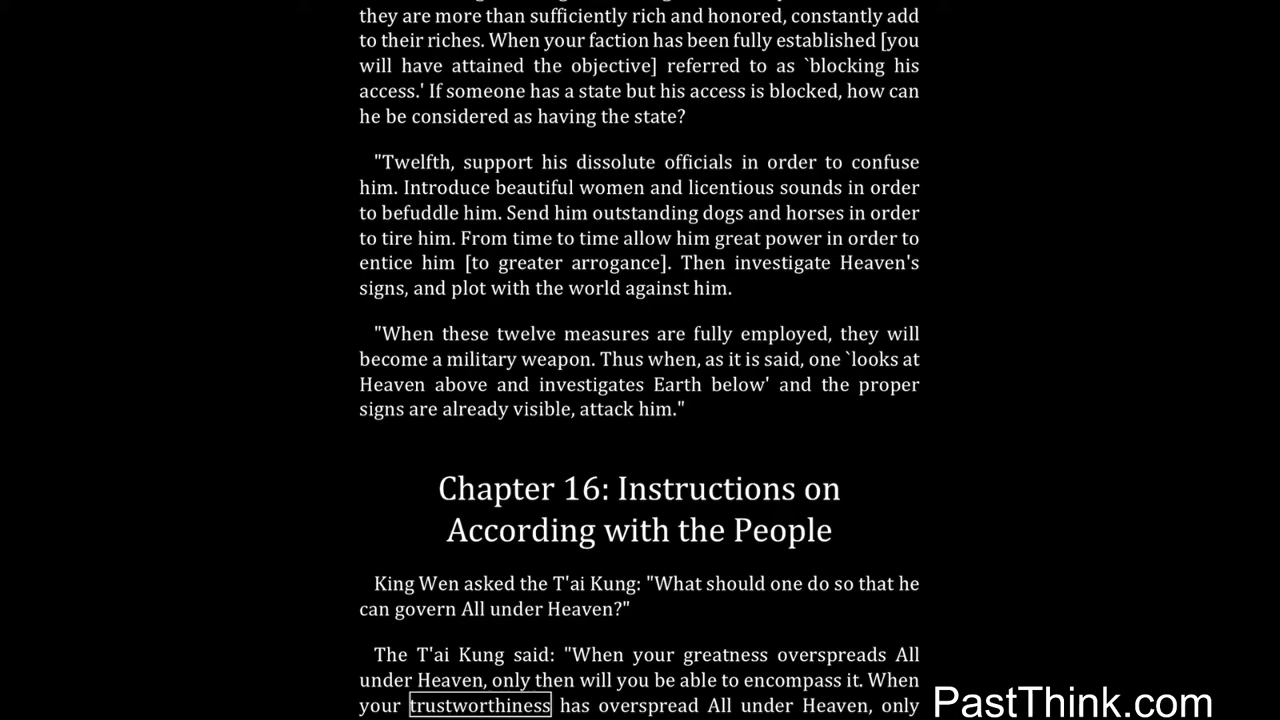 they are more than sufficiently rich and honored, constantly add
to their riches. When your faction has been fully established [you
will have attained the objective] referred to as `blocking his
access.' If someone has a state but his access is blocked, how can
he be considered as having the state?
"Twelfth, support his dissolute officials in order to confuse
him. Introduce beautiful women and licentious sounds in order
to befuddle him. Send him outstanding dogs and horses in order
to tire him. From time to time allow him great power in order to
entice him [to greater arrogance]. Then investigate Heaven's
signs, and plot with the world against him.
"When these twelve measures are fully employed, they will
become a military weapon. Thus when, as it is said, one `looks at
Heaven above and investigates Earth below' and the proper
signs are already visible, attack him."
Chapter 16: Instructions on
According with the People
King Wen asked the T'ai Kung: "What should one do so that he
can govern All under Heaven?"
The T'ai Kung said: "When your greatness overspreads All
under Heaven, only then will you be able to encompass it. When
your trustworthiness has overspread All under Heaven, only
PastThink.com